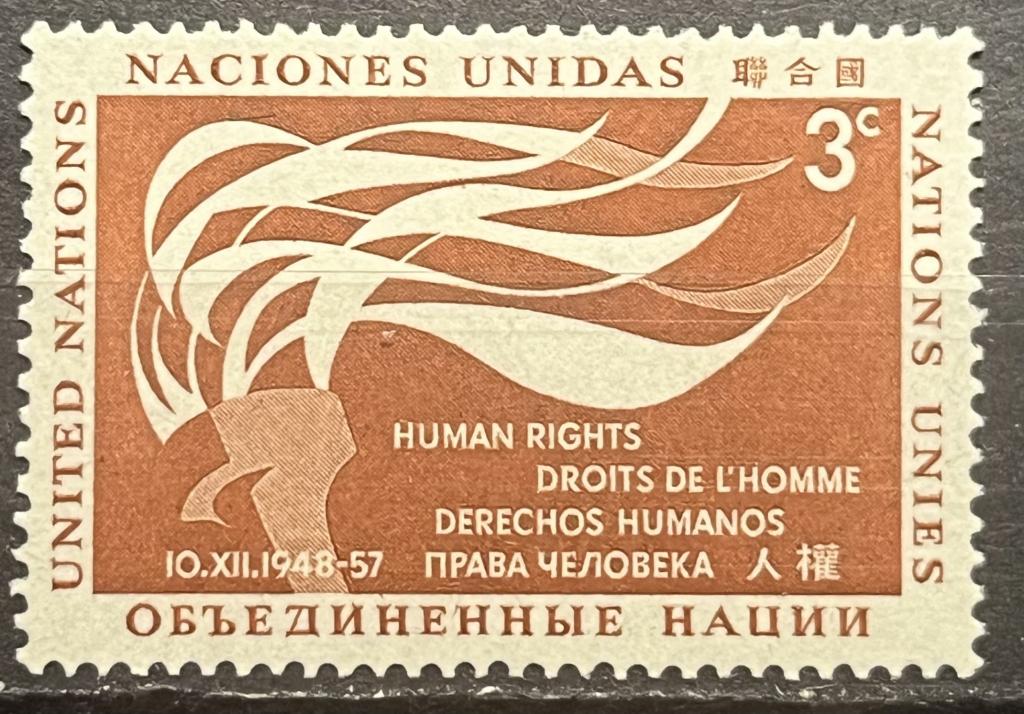 NACIONES UNIDAS 聯合國
UNITED NATIONS
3c
NATIONS UNIES
HUMAN RIGHTS
DROITS DE L'HOMME
DERECHOS HUMANOS
10.XII.1948-57 ПРАВА ЧЕЛОВЕКА 人權
ОБЪЕДИНЕННЫЕ НАЦИИ